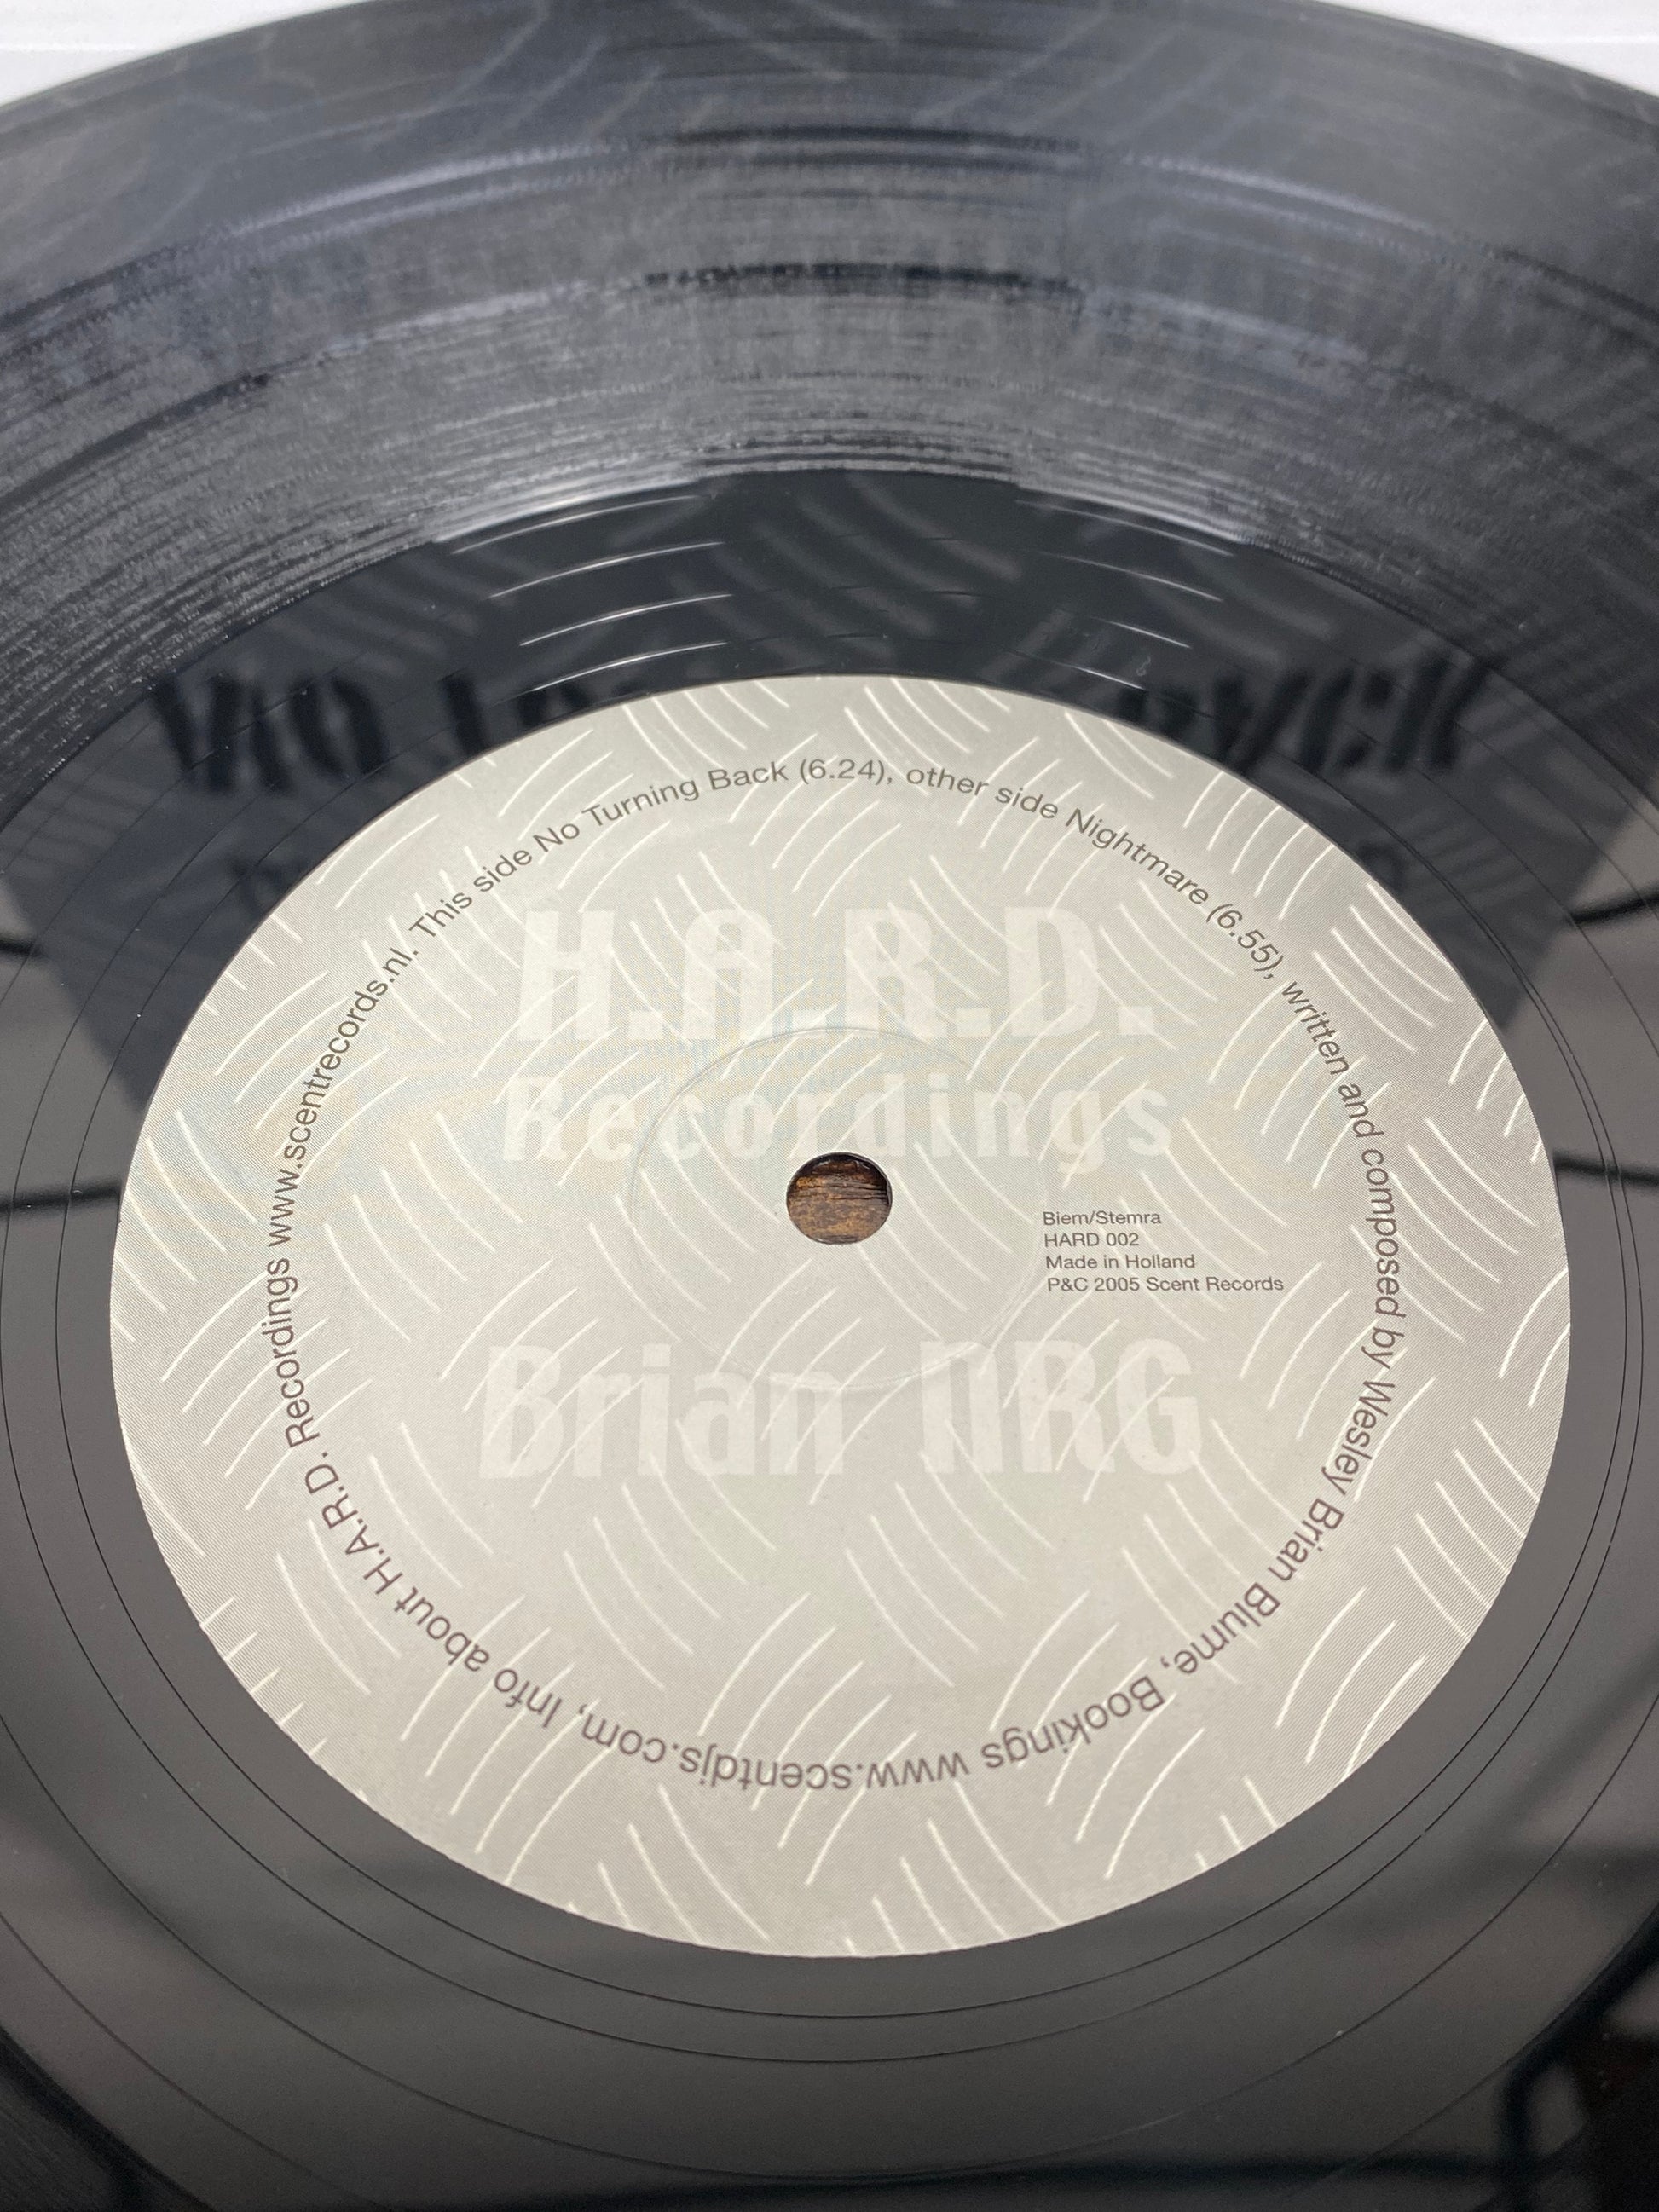 This side No Turning Back (6.24), other side Nightmare (6.55), written and composed by Wesley Brian Blume, Bookings www.scentdjs.com, Info about H.A.R.D. Recordings www.scentrecords.nl.
H.A.R.D.
Recordings
Biem/Stemra
HARD 002
Made in Holland
P&C 2005 Scent Records
Brian NRG